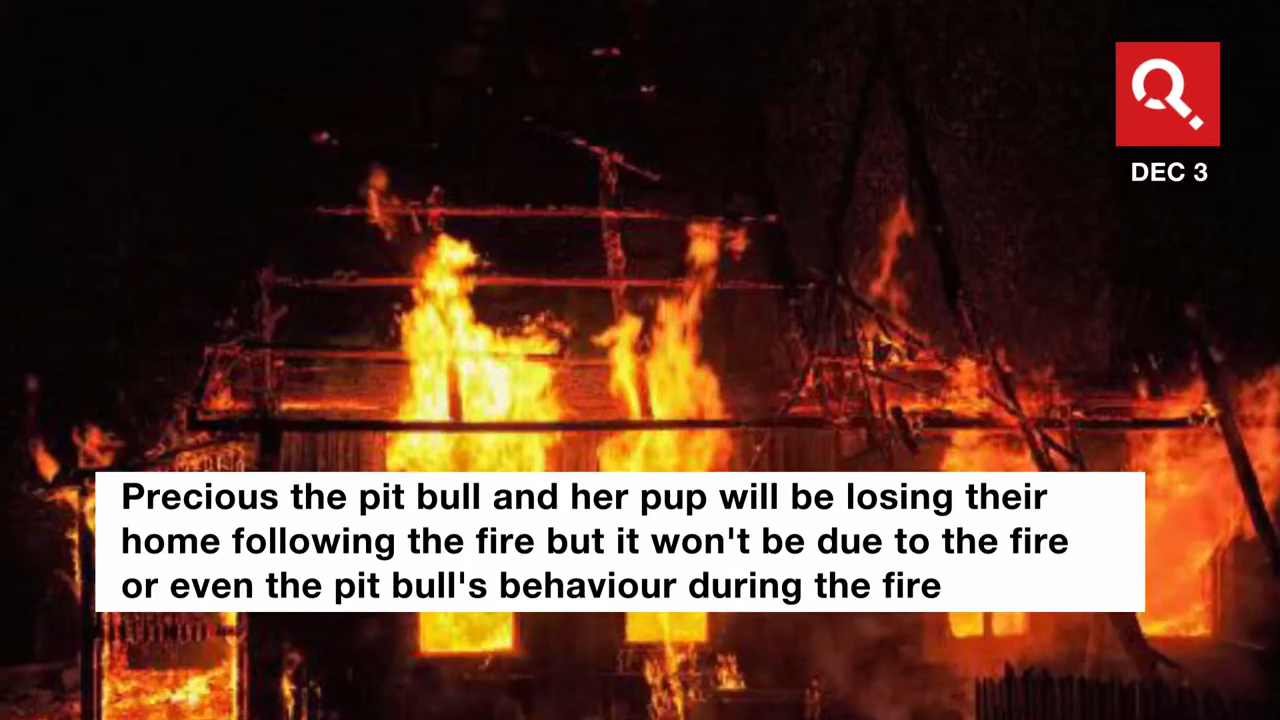 DEC 3
Precious the pit bull and her pup will be losing their
home following the fire but it won't be due to the fire
or even the pit bull's behaviour during the fire